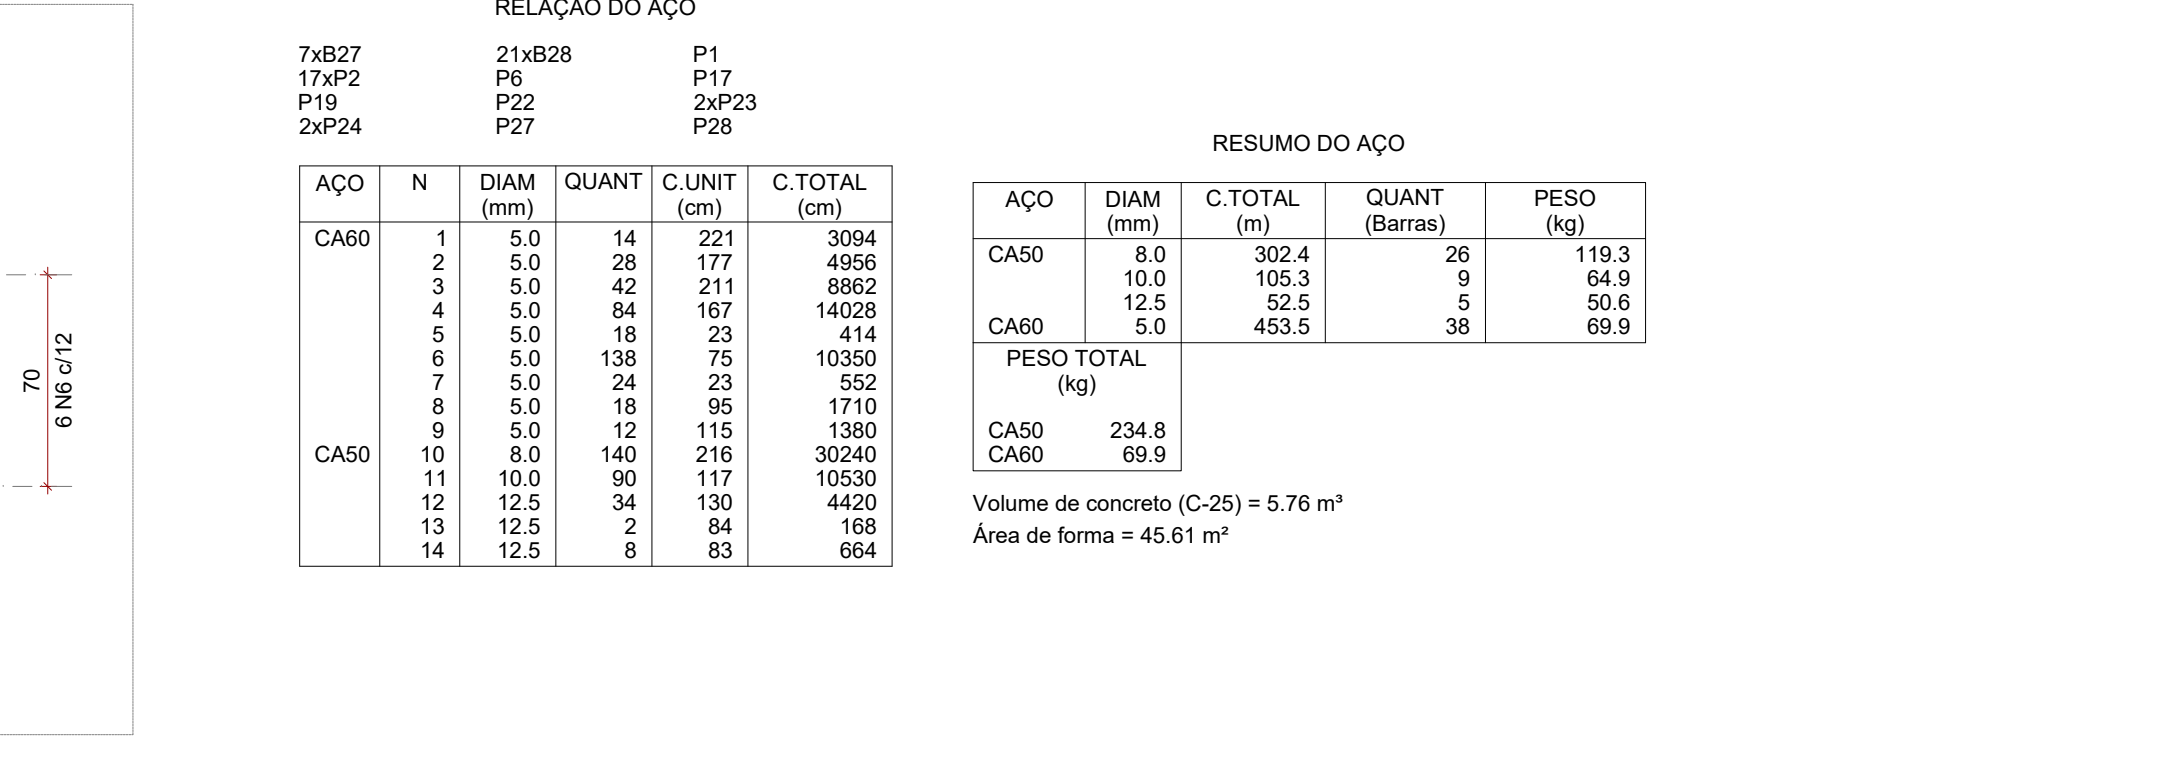 RELAÇÃO DO AÇO
7xB27 21xB28 P1
17xP2 P6 P17
P19 P22 2xP23
2xP24 P27 P28
AÇO N DIAM QUANT C.UNIT C.TOTAL
(mm) (cm) (cm)
CA60 1 5.0 14 221 3094
2 5.0 28 177 4956
3 5.0 42 211 8862
4 5.0 84 167 14028
5 5.0 18 23 414
6 5.0 138 75 10350
7 5.0 24 23 552
8 5.0 18 95 1710
9 5.0 12 115 1380
CA50 10 8.0 140 216 30240
11 10.0 90 117 10530
12 12.5 34 130 4420
13 12.5 2 84 168
14 12.5 8 83 664
RESUMO DO AÇO
AÇO DIAM C.TOTAL QUANT PESO
(mm) (m) (Barras) (kg)
CA50 8.0 302.4 26 119.3
10.0 105.3 9 64.9
12.5 52.5 5 50.6
CA60 5.0 453.5 38 69.9
PESO TOTAL
(kg)
CA50 234.8
CA60 69.9
Volume de concreto (C-25) = 5.76 m³
Área de forma = 45.61 m²
70
6 N6 c/12